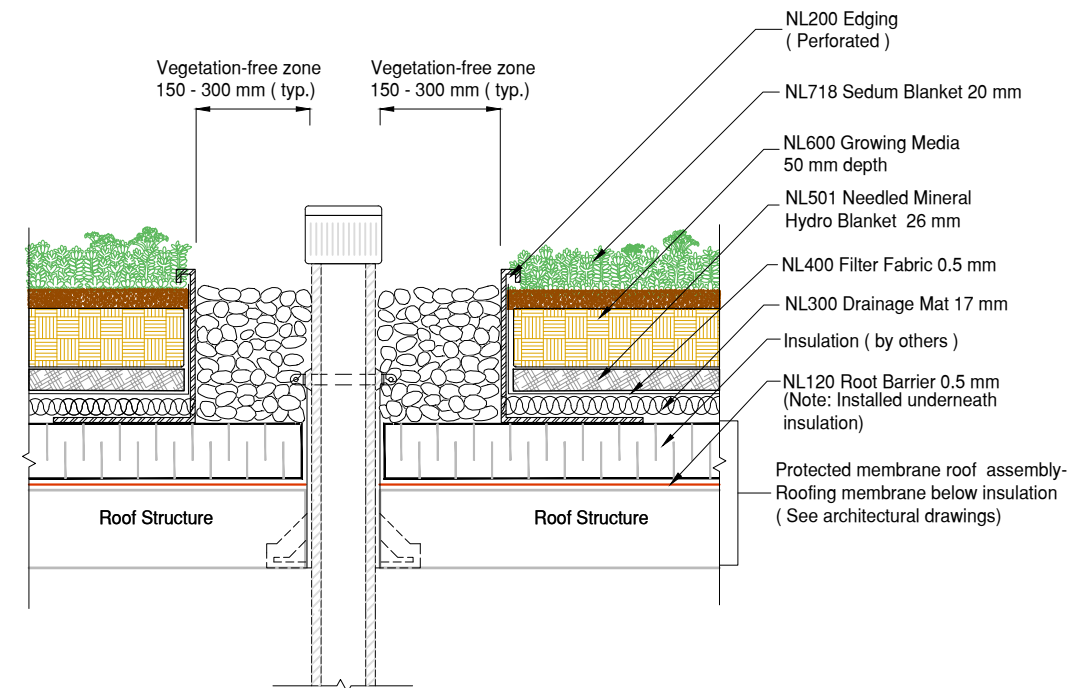 NL200 Edging
( Perforated )
Vegetation-free zone
150 - 300 mm ( typ.)
Vegetation-free zone
150 - 300 mm ( typ.)
NL718 Sedum Blanket 20 mm
NL600 Growing Media
50 mm depth
NL501 Needled Mineral
Hydro Blanket 26 mm
NL400 Filter Fabric 0.5 mm
NL300 Drainage Mat 17 mm
Insulation ( by others )
NL120 Root Barrier 0.5 mm
(Note: Installed underneath
insulation)
Protected membrane roof assembly-
Roofing membrane below insulation
( See architectural drawings)
Roof Structure
Roof Structure